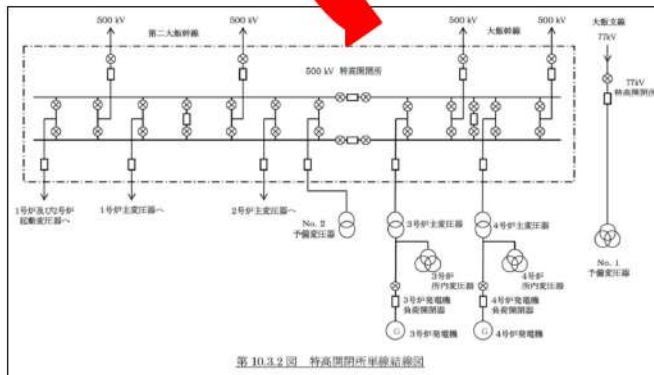 500 kV
第二大飯幹線
500 kV
500 kV
大飯幹線
500 kV
大飯支線
77kV
500 kV 特高開閉所
77kV
特高開閉所
1号炉及び2号炉
起動変圧器へ
1号炉主変圧器へ
2号炉主変圧器へ
No. 2
予備変圧器
3号炉主変圧器
4号炉主変圧器
3号炉
所内変圧器
4号炉
所内変圧器
No. 1
予備変圧器
3号炉発電機
負荷開閉器
4号炉発電機
負荷開閉器
G
3号炉発電機
G
4号炉発電機
第 10.3.2 図 特高開閉所単線結線図